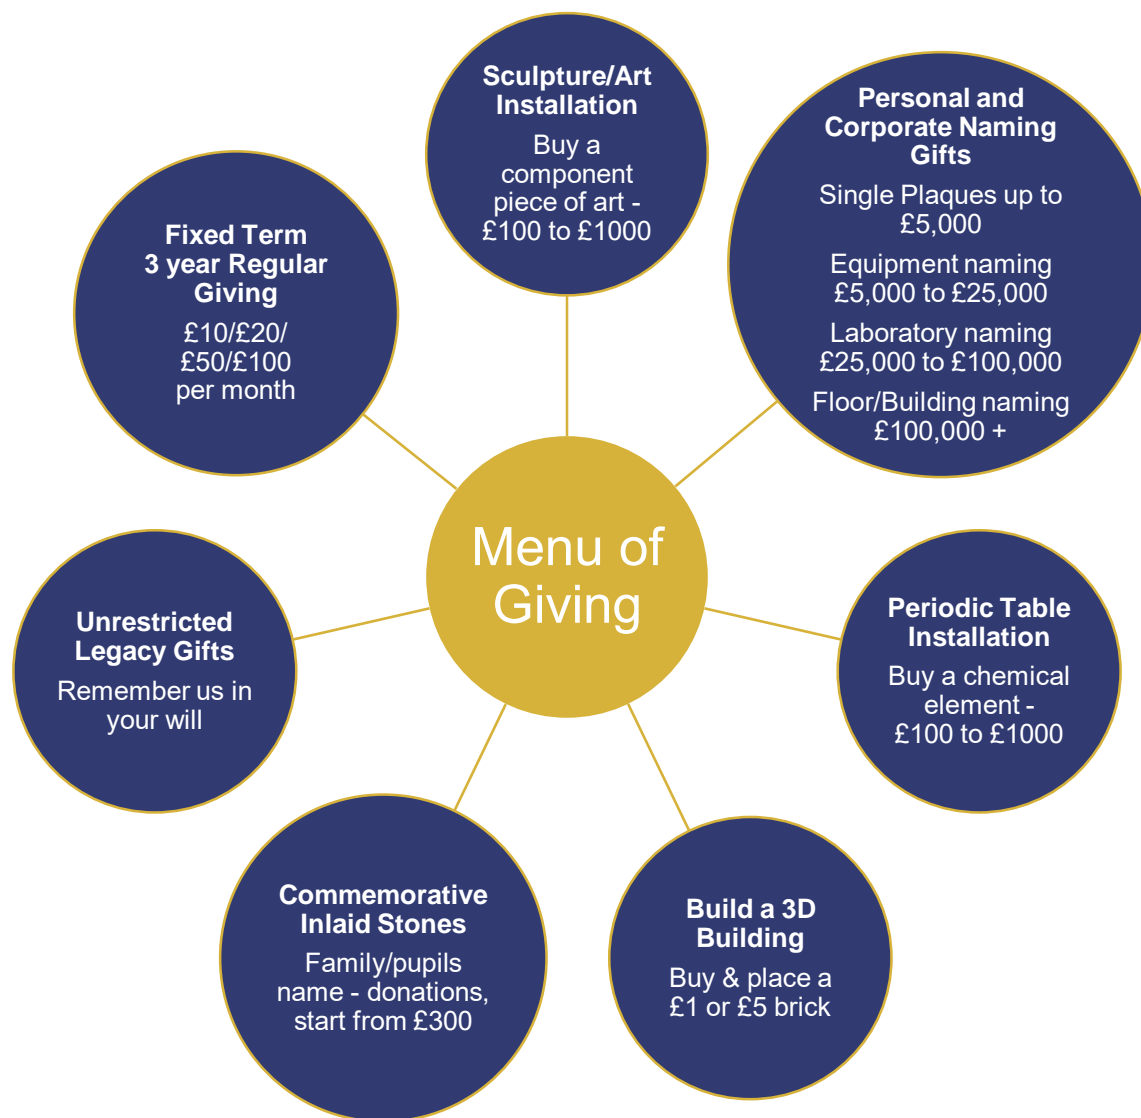 Sculpture/Art
Installation
Buy a
component
piece of art -
£100 to £1000
Personal and
Corporate Naming
Gifts
Single Plaques up to
£5,000
Equipment naming
£5,000 to £25,000
Laboratory naming
£25,000 to £100,000
Floor/Building naming
£100,000 +
Fixed Term
3 year Regular
Giving
£10/£20/
£50/£100
per month
Menu of
Giving
Unrestricted
Legacy Gifts
Remember us in
your will
Periodic Table
Installation
Buy a chemical
element -
£100 to £1000
Commemorative
Inlaid Stones
Family/pupils
name - donations,
start from £300
Build a 3D
Building
Buy & place a
£1 or £5 brick